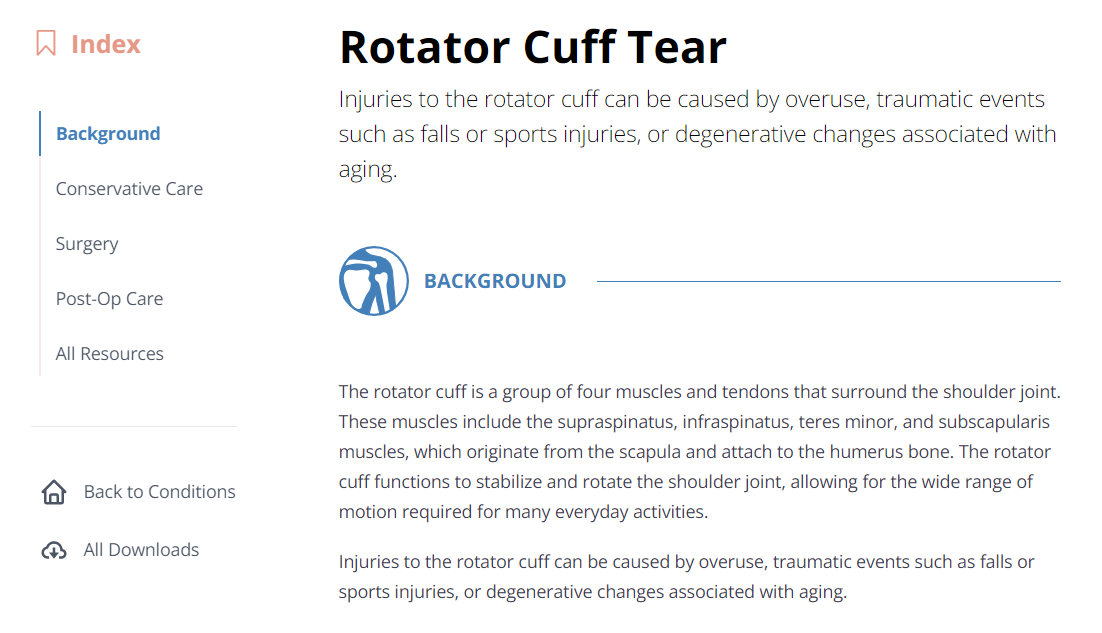 Index
Background
Conservative Care
Surgery
Post-Op Care
All Resources
Back to Conditions
All Downloads
Rotator Cuff Tear
Injuries to the rotator cuff can be caused by overuse, traumatic events
such as falls or sports injuries, or degenerative changes associated with
aging.
BACKGROUND
The rotator cuff is a group of four muscles and tendons that surround the shoulder joint.
These muscles include the supraspinatus, infraspinatus, teres minor, and subscapularis
muscles, which originate from the scapula and attach to the humerus bone. The rotator
cuff functions to stabilize and rotate the shoulder joint, allowing for the wide range of
motion required for many everyday activities.
Injuries to the rotator cuff can be caused by overuse, traumatic events such as falls or
sports injuries, or degenerative changes associated with aging.